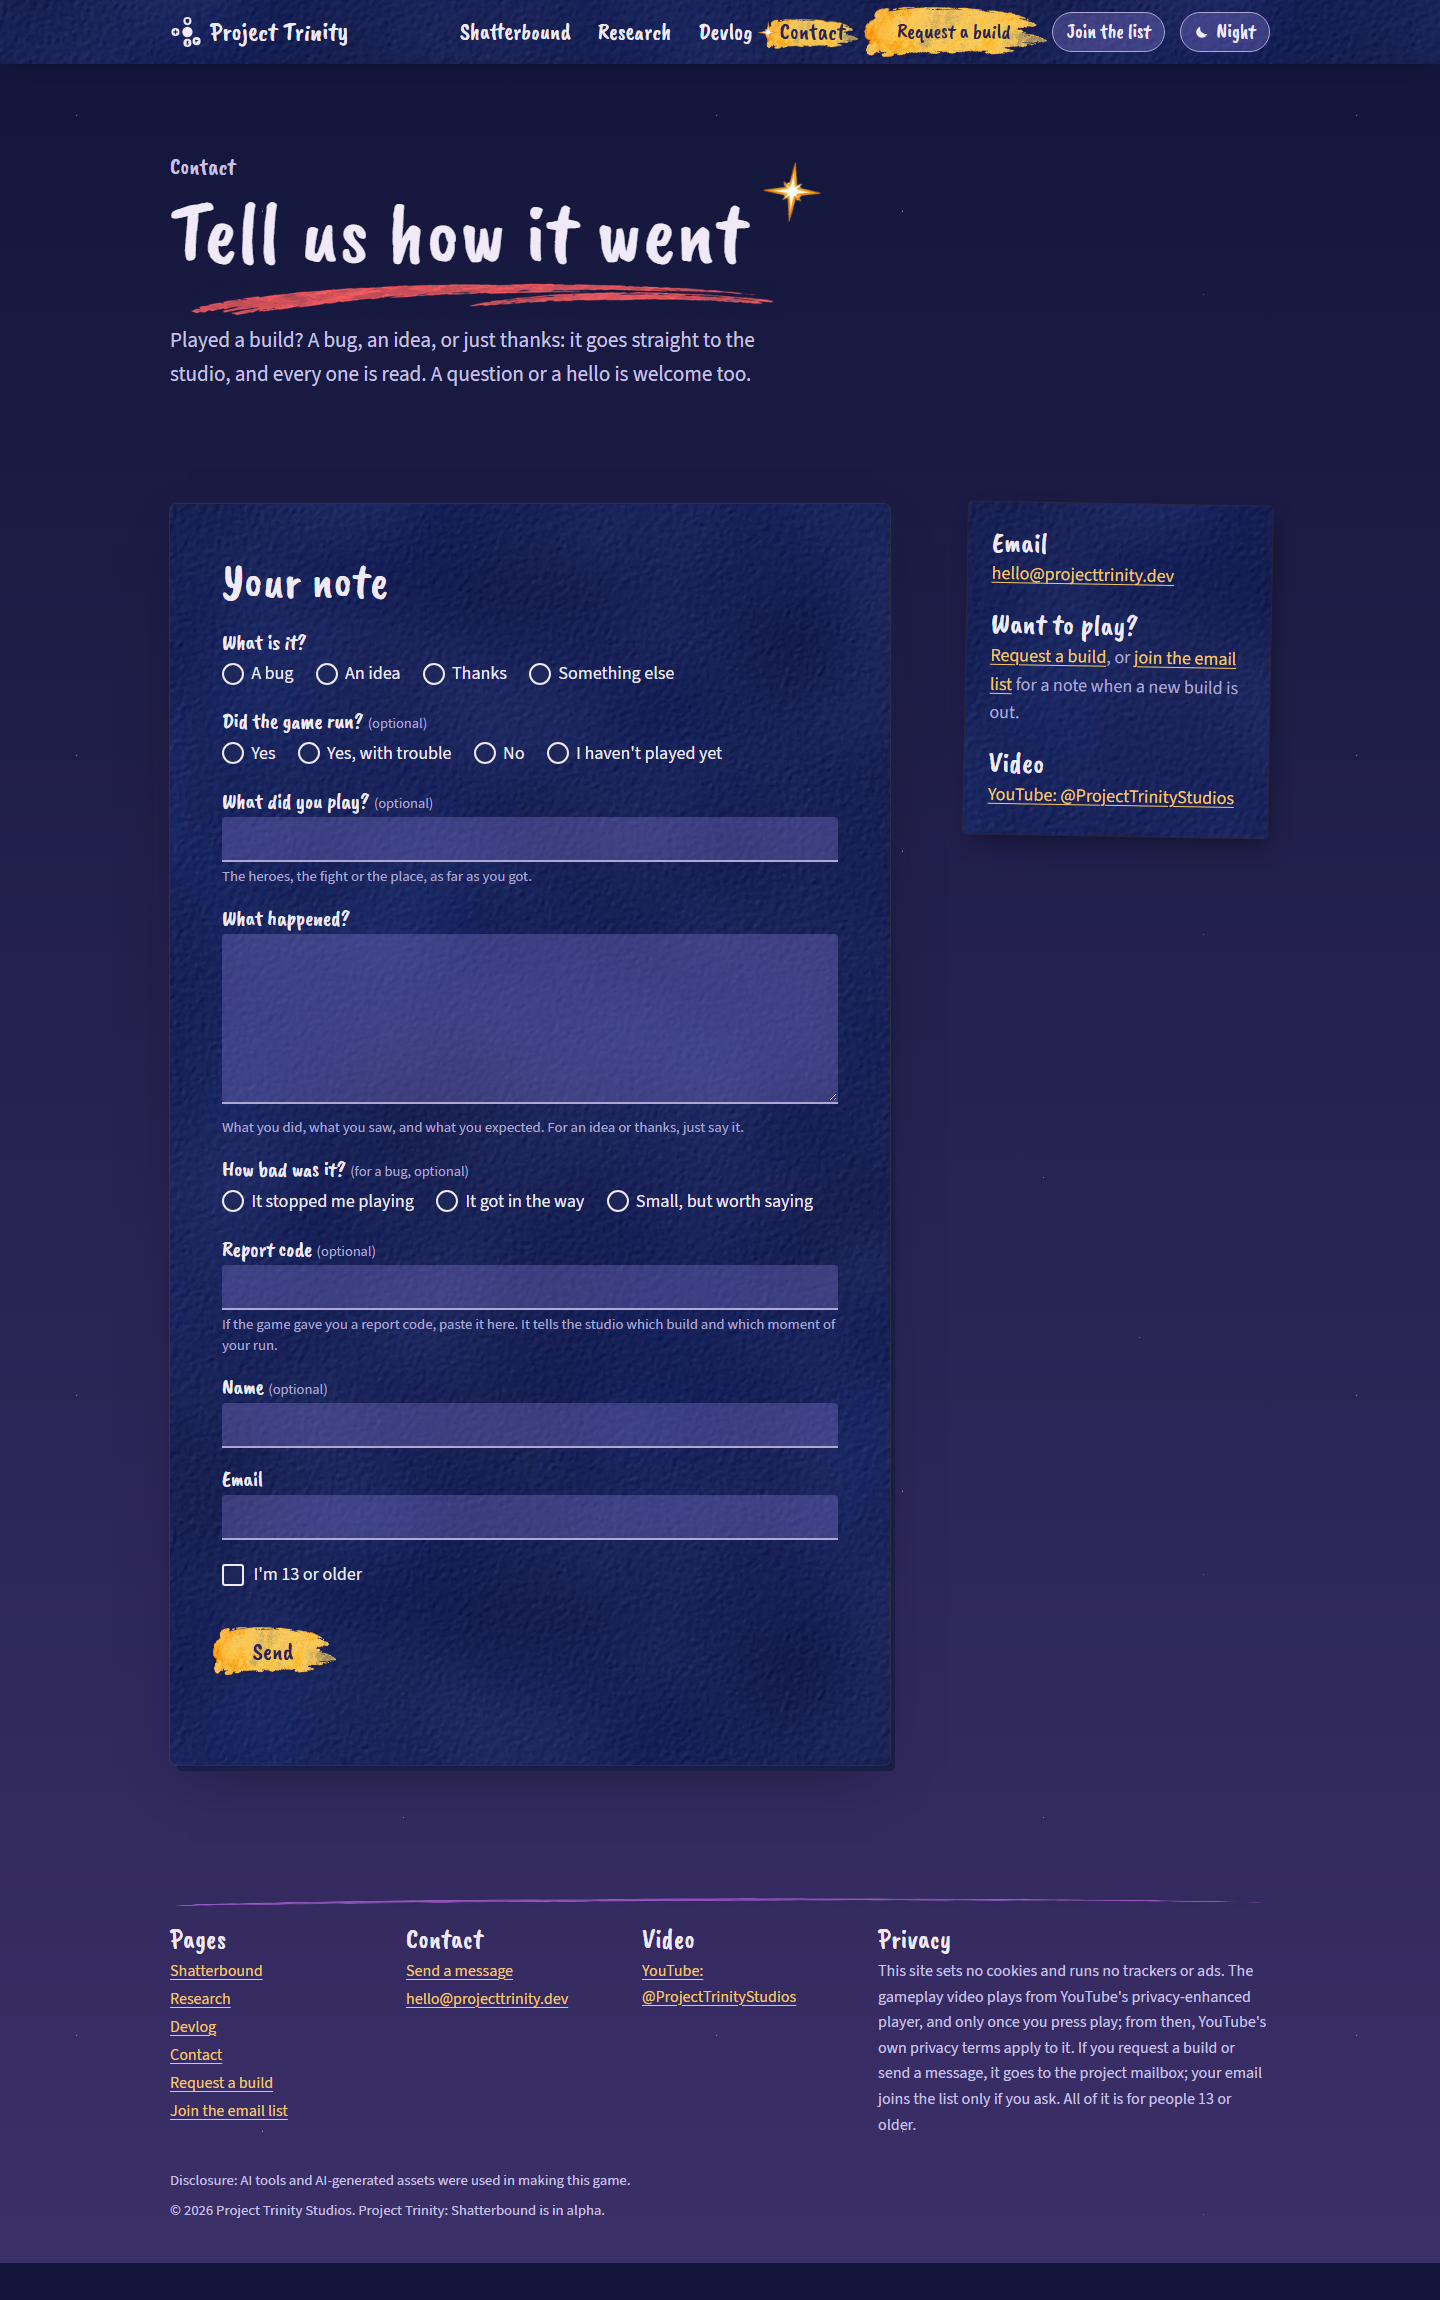 Project Trinity
Shatterbound
Research
Devlog
Contact
Request a build
Join the list
Night
Contact
Tell us how it went
Played a build? A bug, an idea, or just thanks: it goes straight to the
studio, and every one is read. A question or a hello is welcome too.
Your note
What is it?
A bug
An idea
Thanks
Something else
Did the game run? (optional)
Yes
Yes, with trouble
No
I haven't played yet
What did you play? (optional)
The heroes, the fight or the place, as far as you got.
What happened?
What you did, what you saw, and what you expected. For an idea or thanks, just say it.
How bad was it? (for a bug, optional)
It stopped me playing
It got in the way
Small, but worth saying
Report code (optional)
If the game gave you a report code, paste it here. It tells the studio which build and which moment of
your run.
Name (optional)
Email
I'm 13 or older
Send
Email
hello@projecttrinity.dev
Want to play?
Request a build, or join the email
list for a note when a new build is
out.
Video
YouTube: @ProjectTrinityStudios
Pages
Shatterbound
Research
Devlog
Contact
Request a build
Join the email list
Contact
Send a message
hello@projecttrinity.dev
Video
YouTube:
@ProjectTrinityStudios
Privacy
This site sets no cookies and runs no trackers or ads. The
gameplay video plays from YouTube's privacy-enhanced
player, and only once you press play; from then, YouTube's
own privacy terms apply to it. If you request a build or
send a message, it goes to the project mailbox; your email
joins the list only if you ask. All of it is for people 13 or
older.
Disclosure: AI tools and AI-generated assets were used in making this game.
© 2026 Project Trinity Studios. Project Trinity: Shatterbound is in alpha.